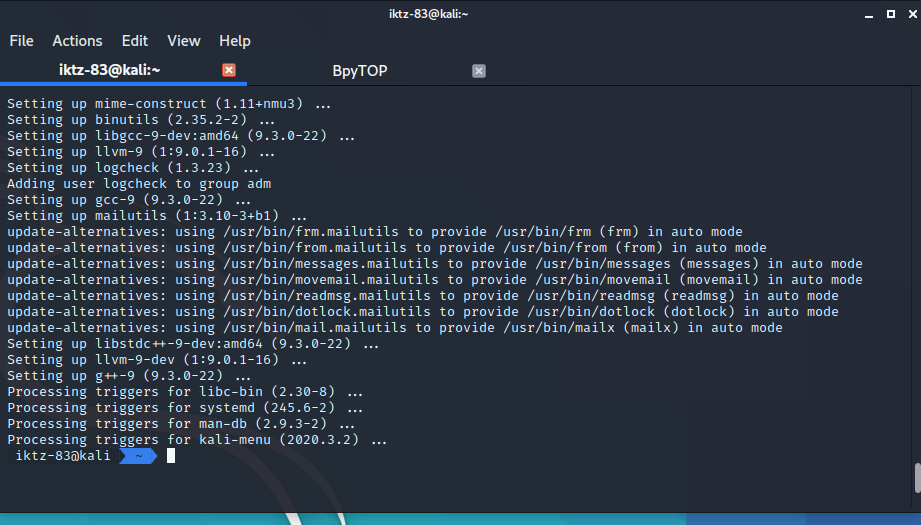 iktz-83@kali:~
File Actions Edit View Help
iktz-83@kali:~ BpyTOP
Setting up mime-construct (1.11+nmu3) ...
Setting up binutils (2.35.2-2) ...
Setting up libgcc-9-dev:amd64 (9.3.0-22) ...
Setting up llvm-9 (1:9.0.1-16) ...
Setting up logcheck (1.3.23) ...
Adding user logcheck to group adm
Setting up gcc-9 (9.3.0-22) ...
Setting up mailutils (1:3.10-3+b1) ...
update-alternatives: using /usr/bin/frm.mailutils to provide /usr/bin/frm (frm) in auto mode
update-alternatives: using /usr/bin/from.mailutils to provide /usr/bin/from (from) in auto mode
update-alternatives: using /usr/bin/messages.mailutils to provide /usr/bin/messages (messages) in auto mode
update-alternatives: using /usr/bin/movemail.mailutils to provide /usr/bin/movemail (movemail) in auto mode
update-alternatives: using /usr/bin/readmsg.mailutils to provide /usr/bin/readmsg (readmsg) in auto mode
update-alternatives: using /usr/bin/dotlock.mailutils to provide /usr/bin/dotlock (dotlock) in auto mode
update-alternatives: using /usr/bin/mail.mailutils to provide /usr/bin/mailx (mailx) in auto mode
Setting up libstdc++-9-dev:amd64 (9.3.0-22) ...
Setting up llvm-9-dev (1:9.0.1-16) ...
Setting up g++-9 (9.3.0-22) ...
Processing triggers for libc-bin (2.30-8) ...
Processing triggers for systemd (245.6-2) ...
Processing triggers for man-db (2.9.3-2) ...
Processing triggers for kali-menu (2020.3.2) ...
iktz-83@kali ~